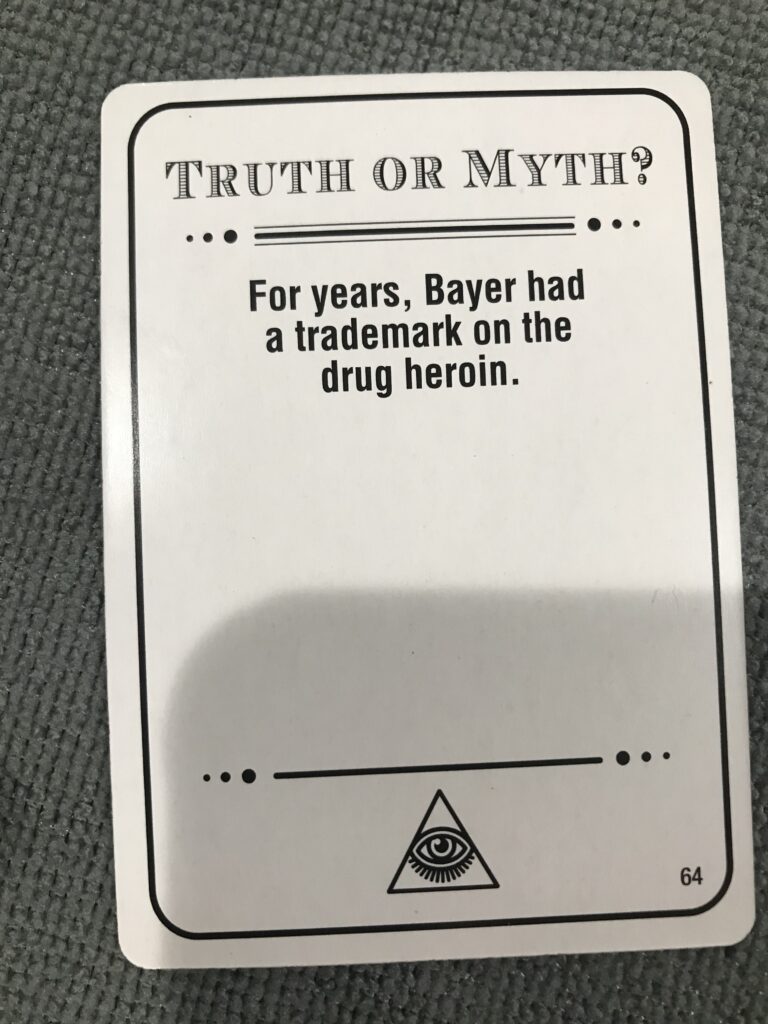 TRUTH OR MYTH?
For years, Bayer had
a trademark on the
drug heroin.
64